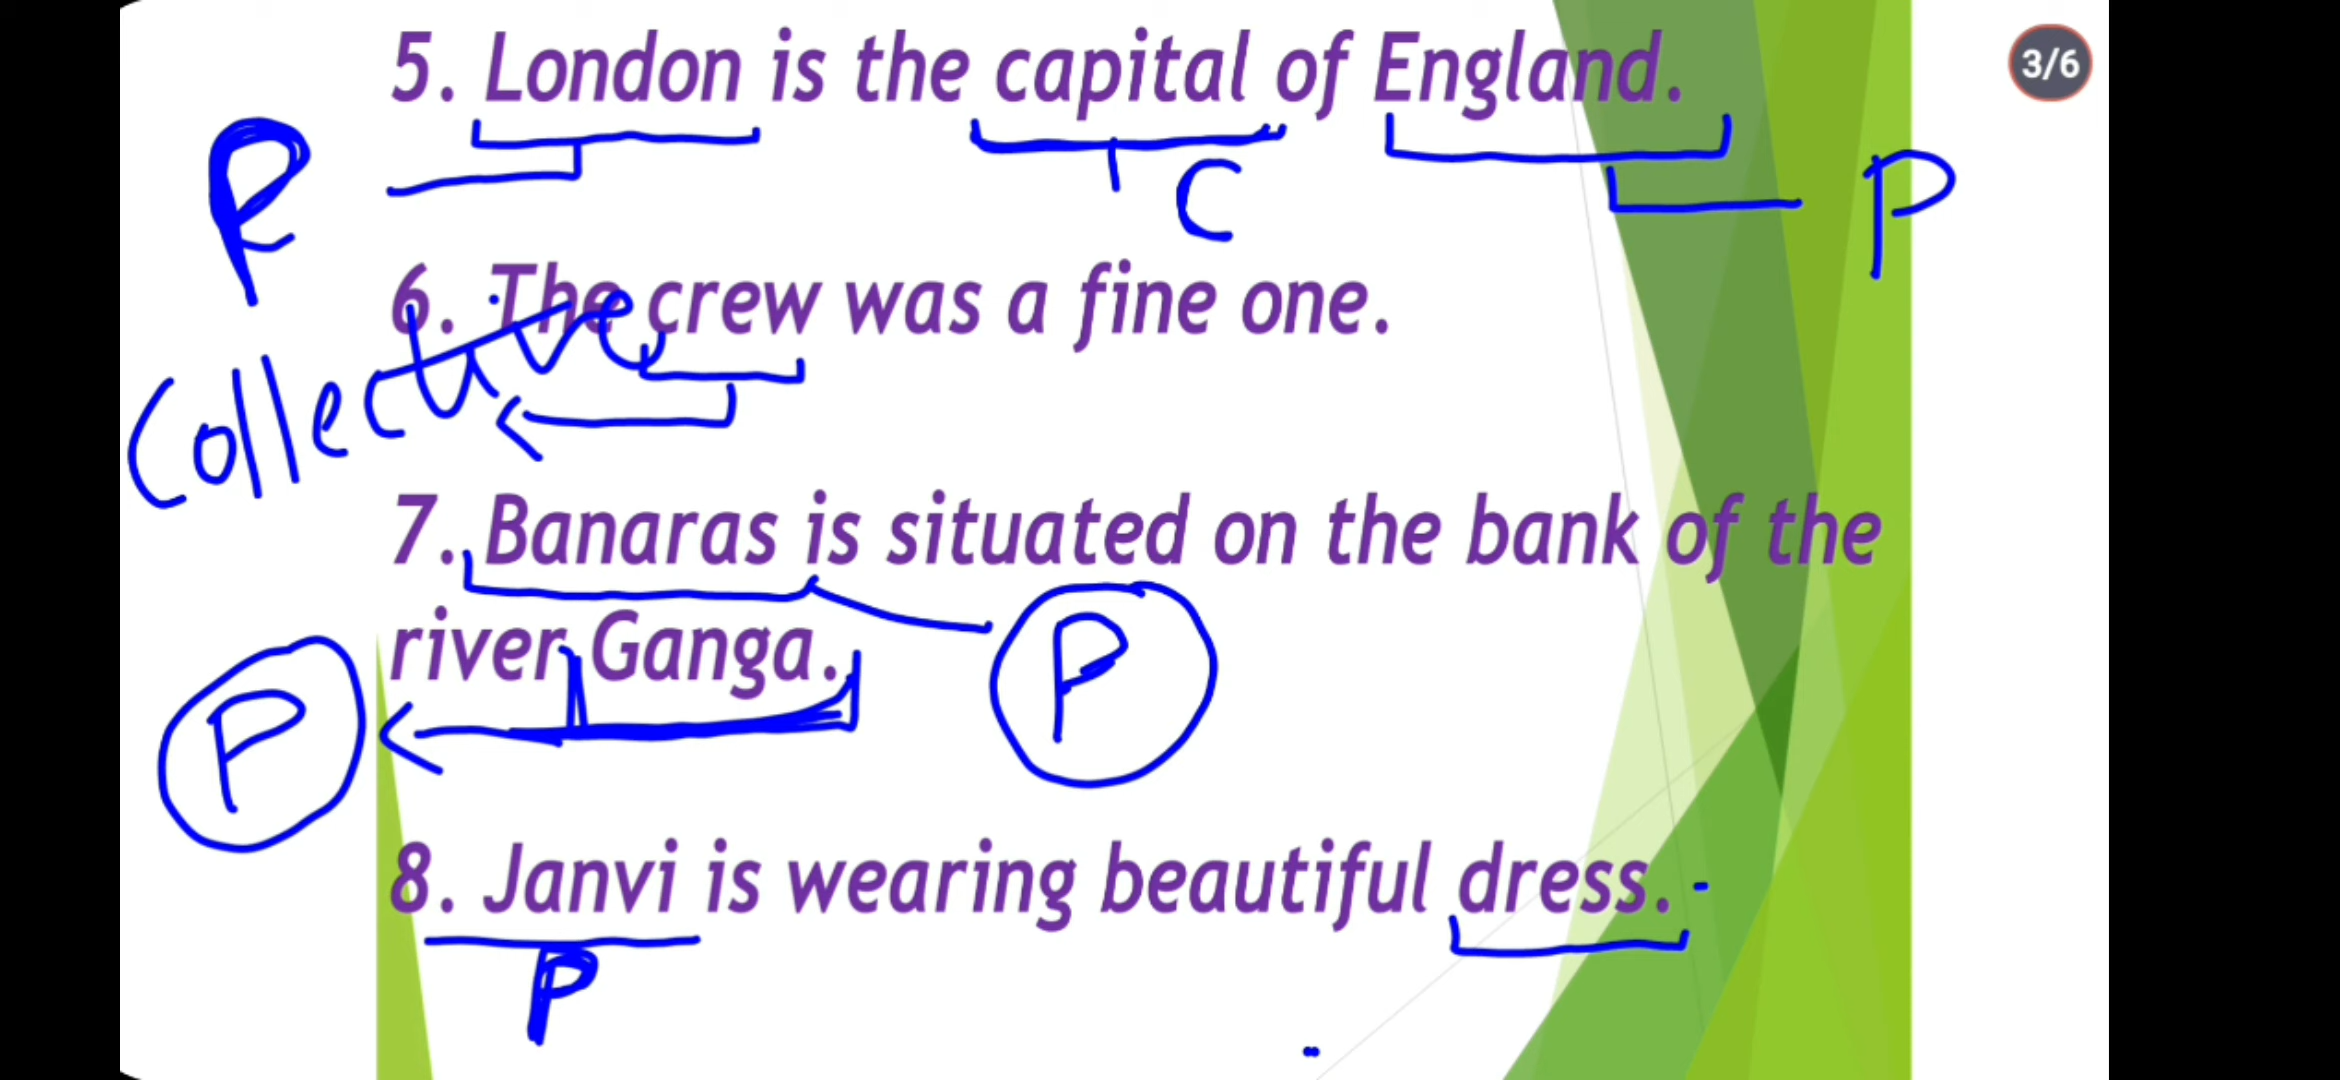 5. London is the capital of England.
3/6
P
C
P
6. The crew was a fine one.
Collective
7. Banaras is situated on the bank of the
river Ganga.
P
P
8. Janvi is wearing beautiful dress.
P